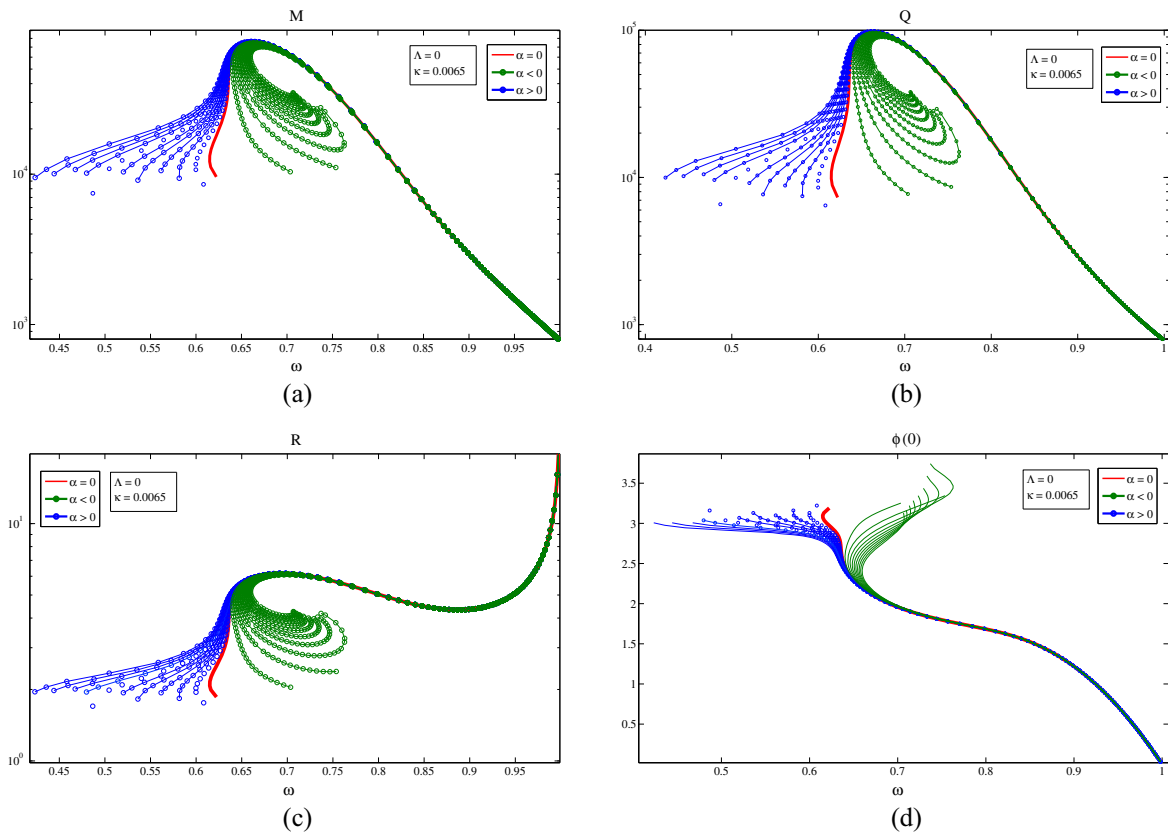 M
Λ = 0
κ = 0.0065
α = 0
α < 0
α > 0
10^4
10^3
0.45 0.5 0.55 0.6 0.65 0.7 0.75 0.8 0.85 0.9 0.95
ω
(a)
Q
Λ = 0
κ = 0.0065
α = 0
α < 0
α > 0
10^5
10^4
10^3
0.4 0.5 0.6 0.7 0.8 0.9 1
ω
(b)
R
α = 0
α < 0
α > 0
Λ = 0
κ = 0.0065
10^1
10^0
0.45 0.5 0.55 0.6 0.65 0.7 0.75 0.8 0.85 0.9 0.95
ω
(c)
ϕ(0)
Λ = 0
κ = 0.0065
α = 0
α < 0
α > 0
3.5
3
2.5
2
1.5
1
0.5
0.5 0.6 0.7 0.8 0.9 1
ω
(d)